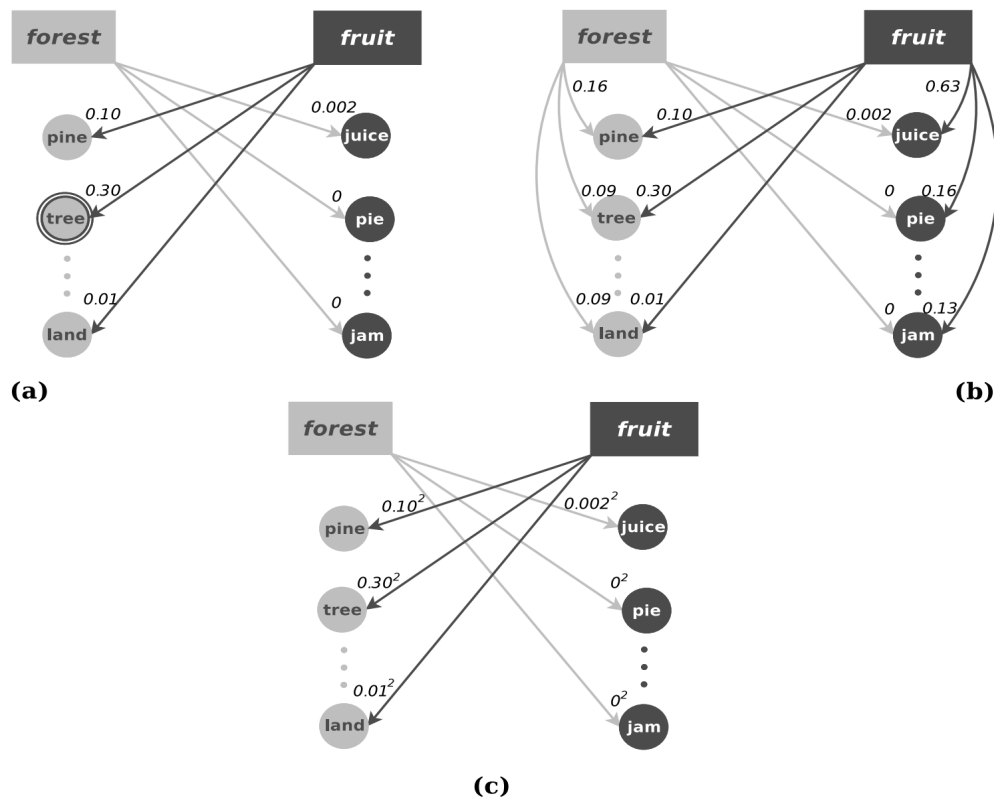 forest fruit
0.10 0.002
pine juice
0.30 0
tree pie
0.01 0
land jam
(a)
forest fruit
0.16 0.10 0.002 0.63
pine juice
0.09 0.30 0 0.16
tree pie
0.09 0.01 0 0.13
land jam
(b)
forest fruit
0.10² 0.002²
pine juice
0.30² 0²
tree pie
0.01² 0²
land jam
(c)